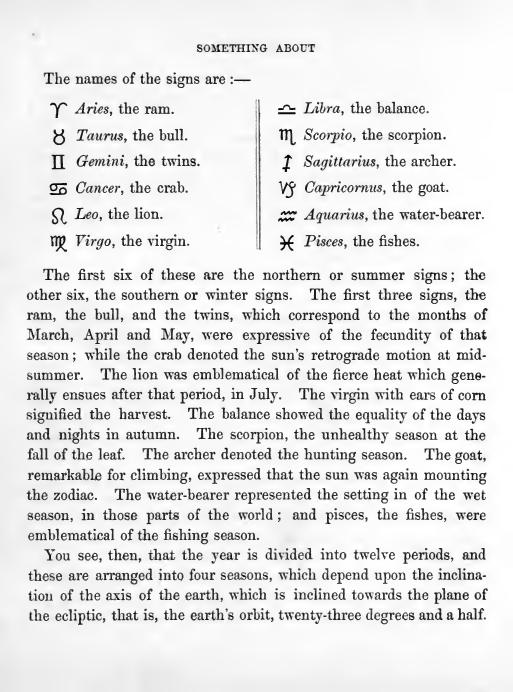 SOMETHING ABOUT
The names of the signs are :—
♈ Aries, the ram.
♉ Taurus, the bull.
♊ Gemini, the twins.
♋ Cancer, the crab.
♌ Leo, the lion.
♍ Virgo, the virgin.
♎ Libra, the balance.
♏ Scorpio, the scorpion.
♐ Sagittarius, the archer.
♑ Capricornus, the goat.
♒ Aquarius, the water-bearer.
♓ Pisces, the fishes.
The first six of these are the northern or summer signs; the
other six, the southern or winter signs. The first three signs, the
ram, the bull, and the twins, which correspond to the months of
March, April and May, were expressive of the fecundity of that
season; while the crab denoted the sun's retrograde motion at mid-
summer. The lion was emblematical of the fierce heat which gene-
rally ensues after that period, in July. The virgin with ears of corn
signified the harvest. The balance showed the equality of the days
and nights in autumn. The scorpion, the unhealthy season at the
fall of the leaf. The archer denoted the hunting season. The goat,
remarkable for climbing, expressed that the sun was again mounting
the zodiac. The water-bearer represented the setting in of the wet
season, in those parts of the world; and pisces, the fishes, were
emblematical of the fishing season.
You see, then, that the year is divided into twelve periods, and
these are arranged into four seasons, which depend upon the inclina-
tion of the axis of the earth, which is inclined towards the plane of
the ecliptic, that is, the earth's orbit, twenty-three degrees and a half.